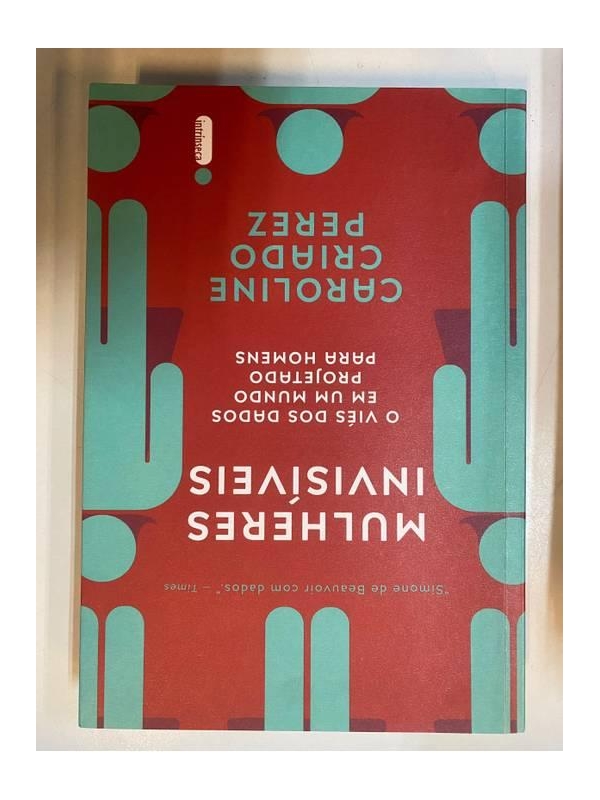 "Simone de Beauvoir com dados." – Times
MULHERES
INVISÍVEIS
O VIÉS DOS DADOS
EM UM MUNDO
PROJETADO
PARA HOMENS
CAROLINE
CRIADO
PEREZ
intrínseca